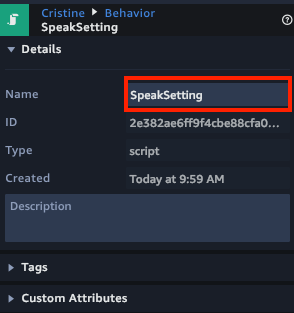 Cristine ▸ Behavior
SpeakSetting
Details
Name SpeakSetting
ID 2e382ae6ff9f4cbe88cfa0...
Type script
Created Today at 9:59 AM
Description
Tags
Custom Attributes